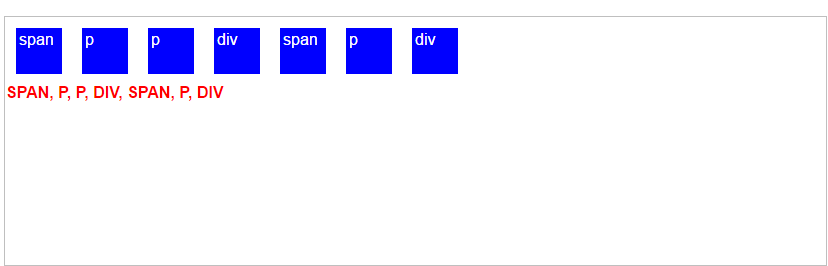 span p p div span p div
SPAN, P, P, DIV, SPAN, P, DIV